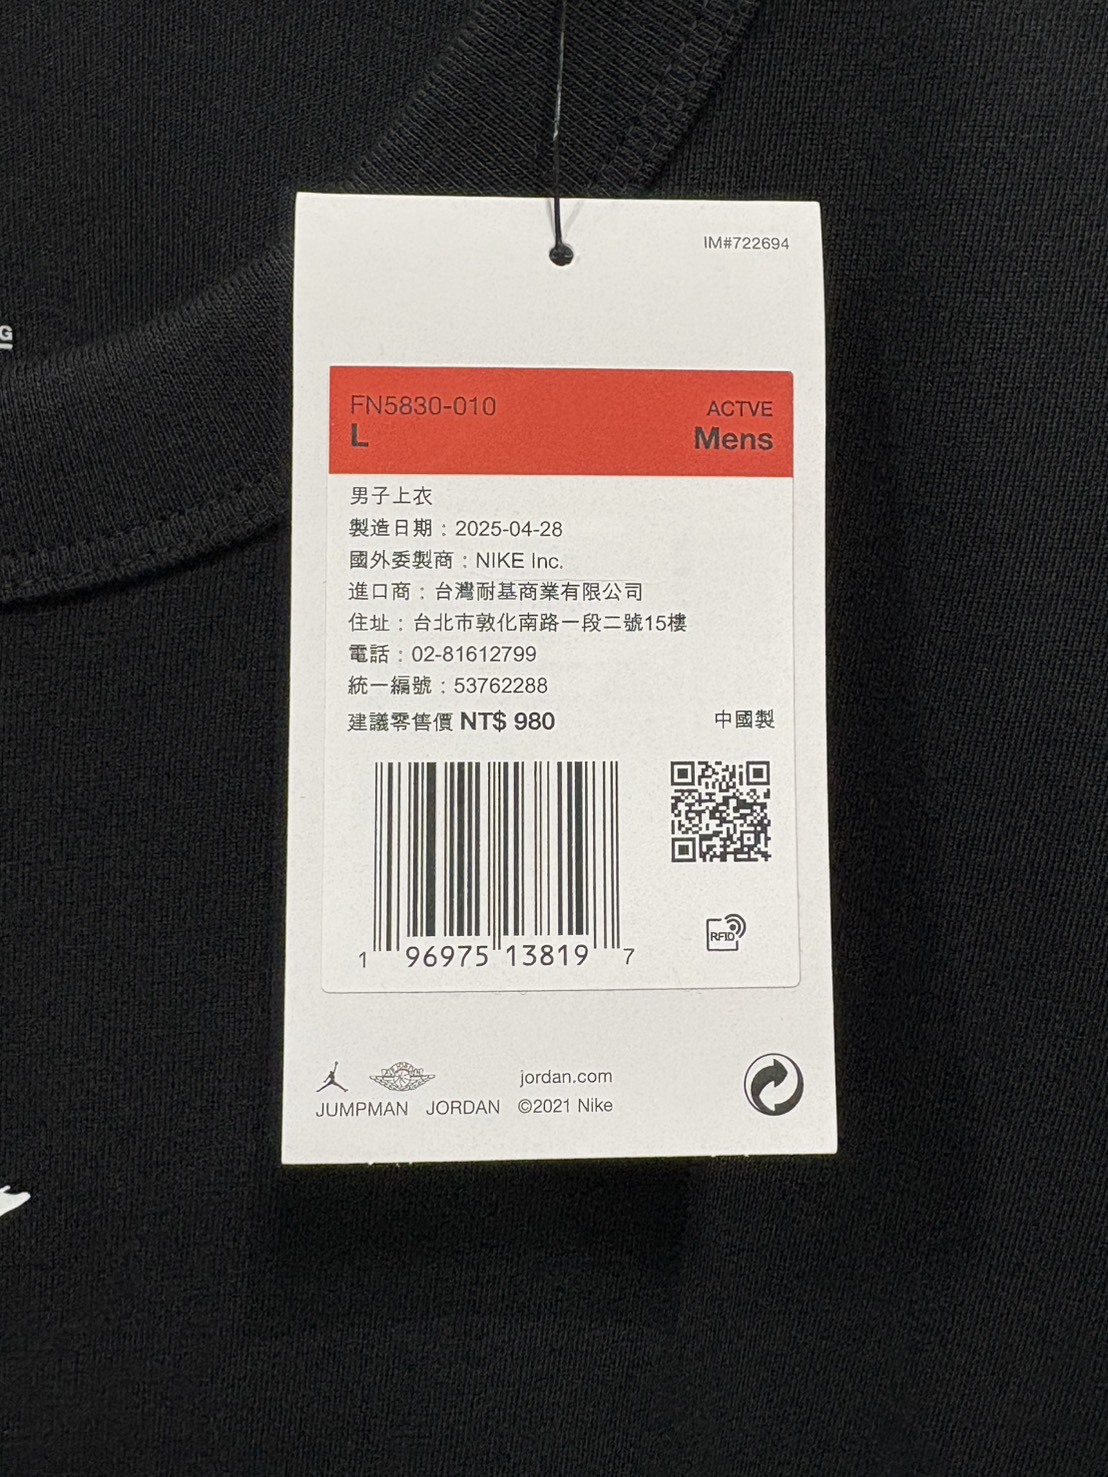 IM#722694
G
FN5830-010
ACTVE
L
Mens
男子上衣
製造日期：2025-04-28
國外委製商：NIKE Inc.
進口商：台灣耐基商業有限公司
住址：台北市敦化南路一段二號15樓
電話：02-81612799
統一編號：53762288
建議零售價 NT$ 980
中國製
RFID
1 96975 13819 7
jordan.com
JUMPMAN JORDAN ©2021 Nike